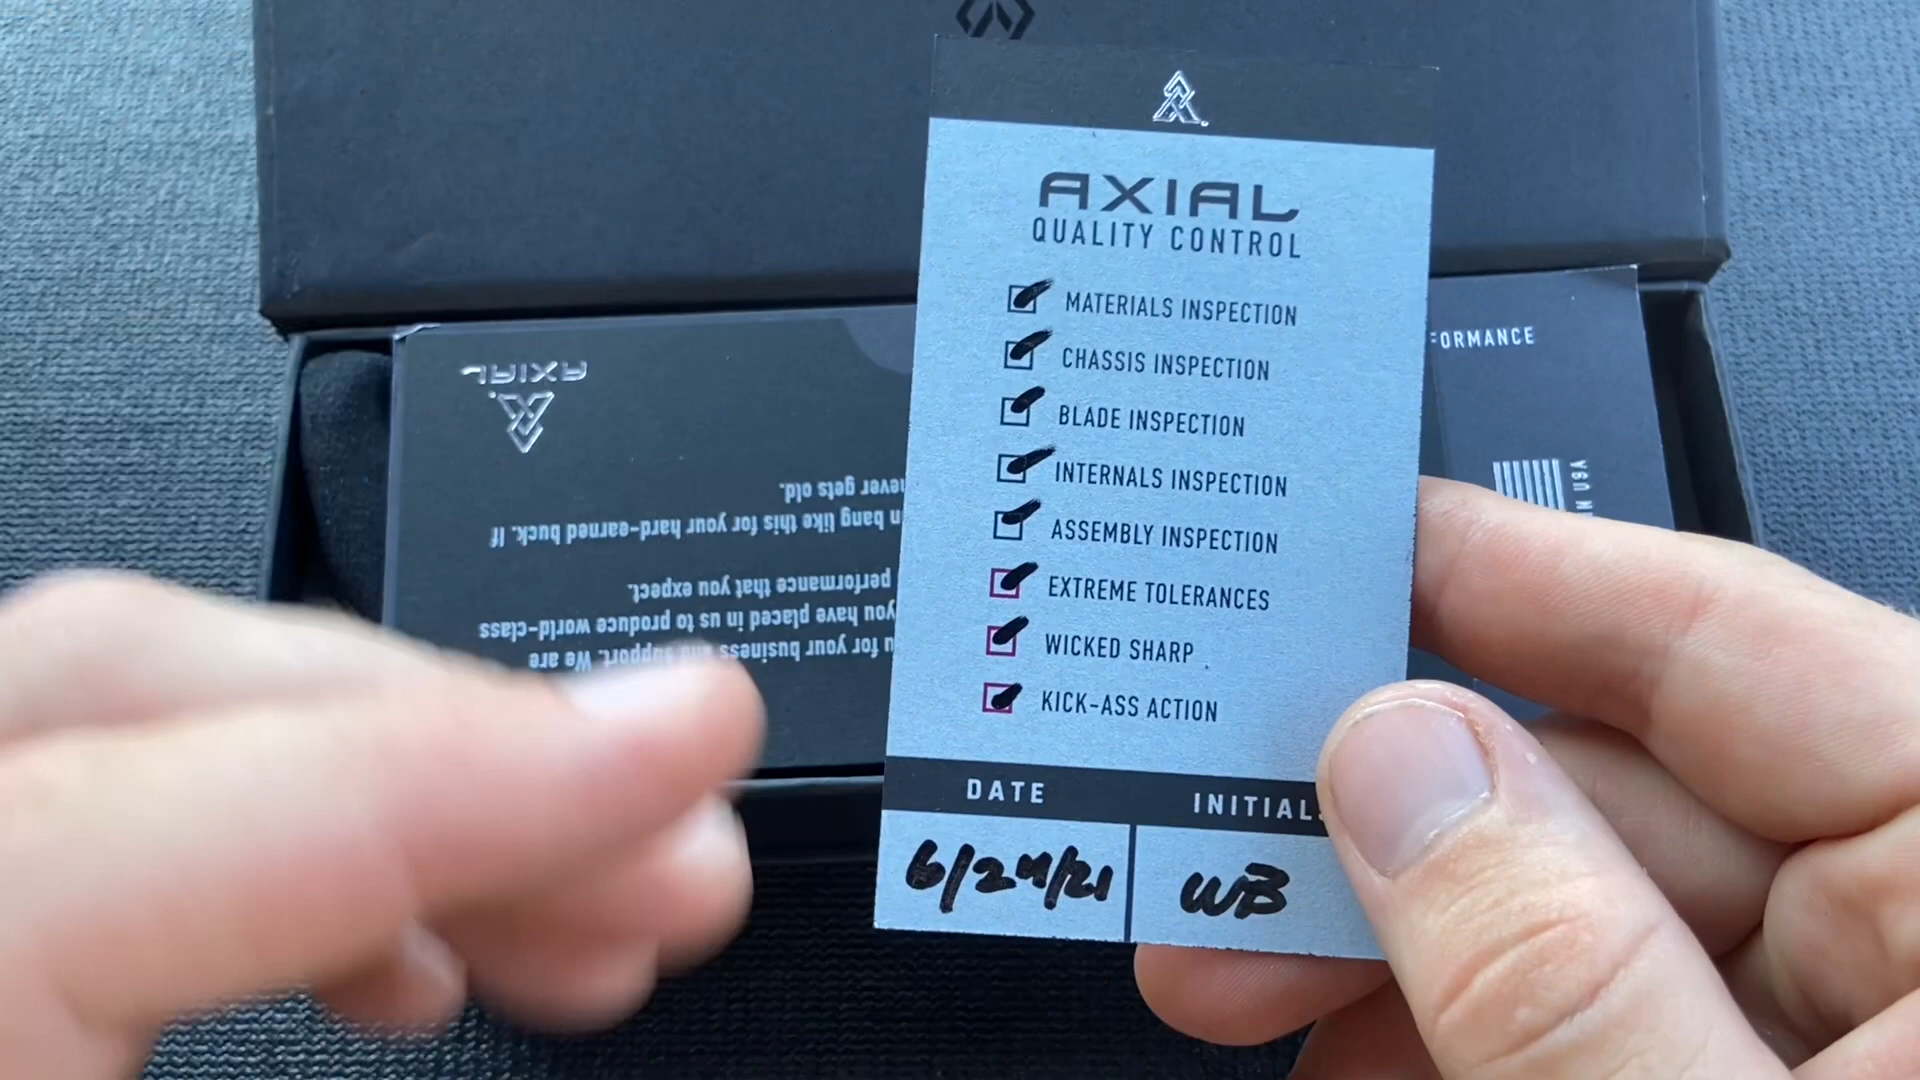 AXIAL
QUALITY CONTROL
MATERIALS INSPECTION
CHASSIS INSPECTION
BLADE INSPECTION
INTERNALS INSPECTION
ASSEMBLY INSPECTION
EXTREME TOLERANCES
WICKED SHARP
KICK-ASS ACTION
DATE
INITIALS
6/24/21
WB
AXIAL
for your business and support. We are
you have placed in us to produce world-class
performance that you expect.
bang like this for your hard-earned buck. If
never gets old.
FORMANCE
IN USA